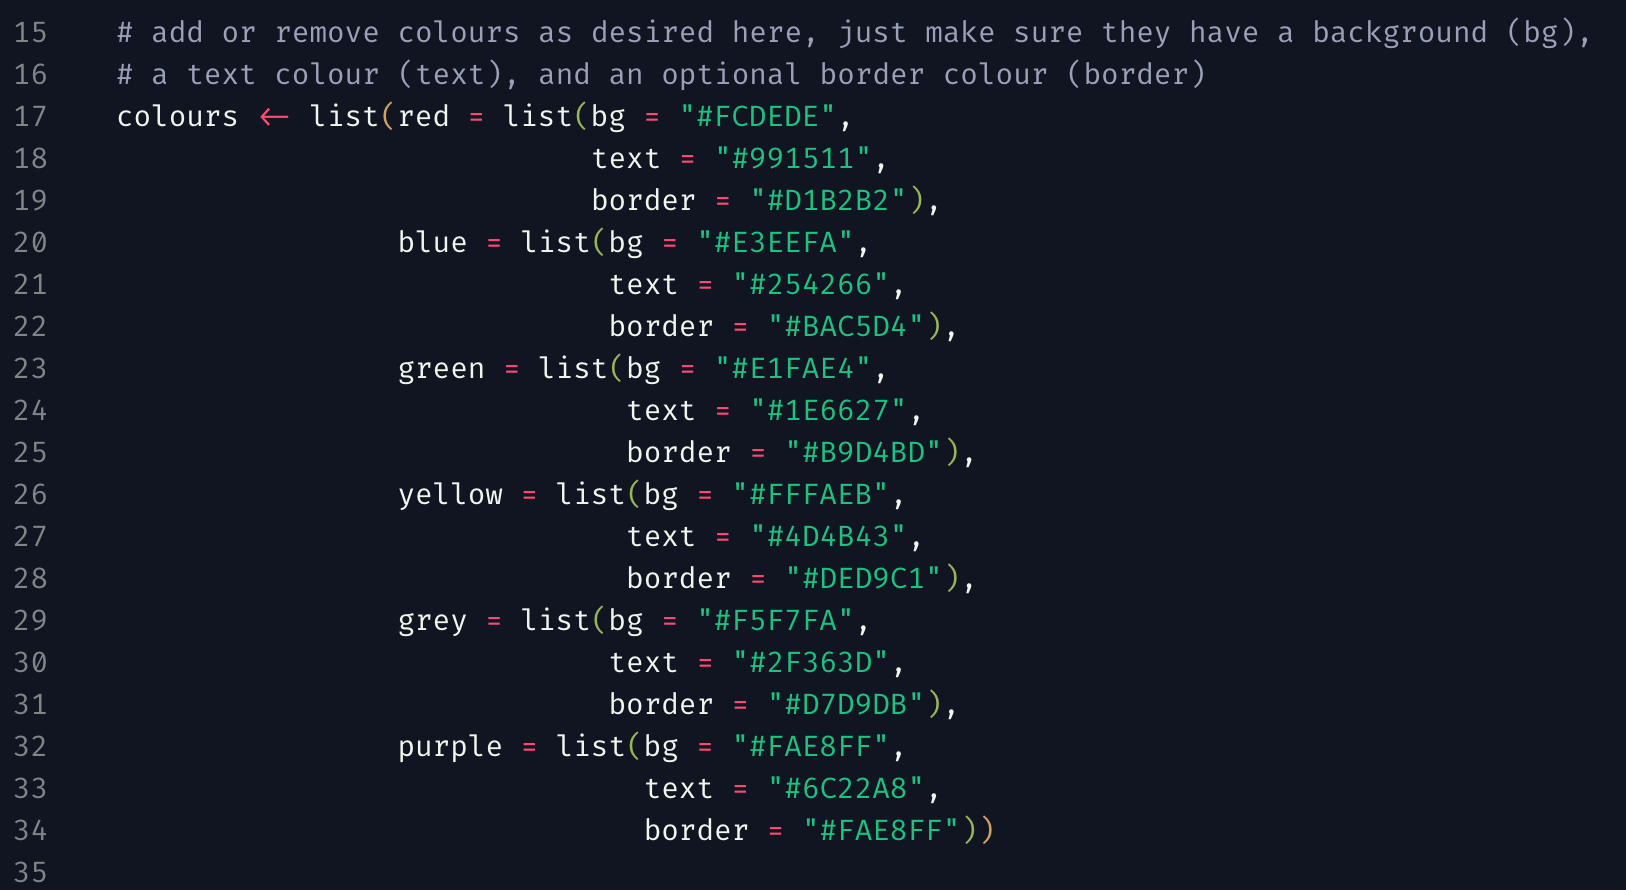 15    # add or remove colours as desired here, just make sure they have a background (bg),
16    # a text colour (text), and an optional border colour (border)
17    colours <- list(red = list(bg = "#FCDEDE",
18                               text = "#991511",
19                               border = "#D1B2B2"),
20                    blue = list(bg = "#E3EEFA",
21                                text = "#254266",
22                                border = "#BAC5D4"),
23                    green = list(bg = "#E1FAE4",
24                                 text = "#1E6627",
25                                 border = "#B9D4BD"),
26                    yellow = list(bg = "#FFFAEB",
27                                 text = "#4D4B43",
28                                 border = "#DED9C1"),
29                    grey = list(bg = "#F5F7FA",
30                                text = "#2F363D",
31                                border = "#D7D9DB"),
32                    purple = list(bg = "#FAE8FF",
33                                  text = "#6C22A8",
34                                  border = "#FAE8FF"))
35